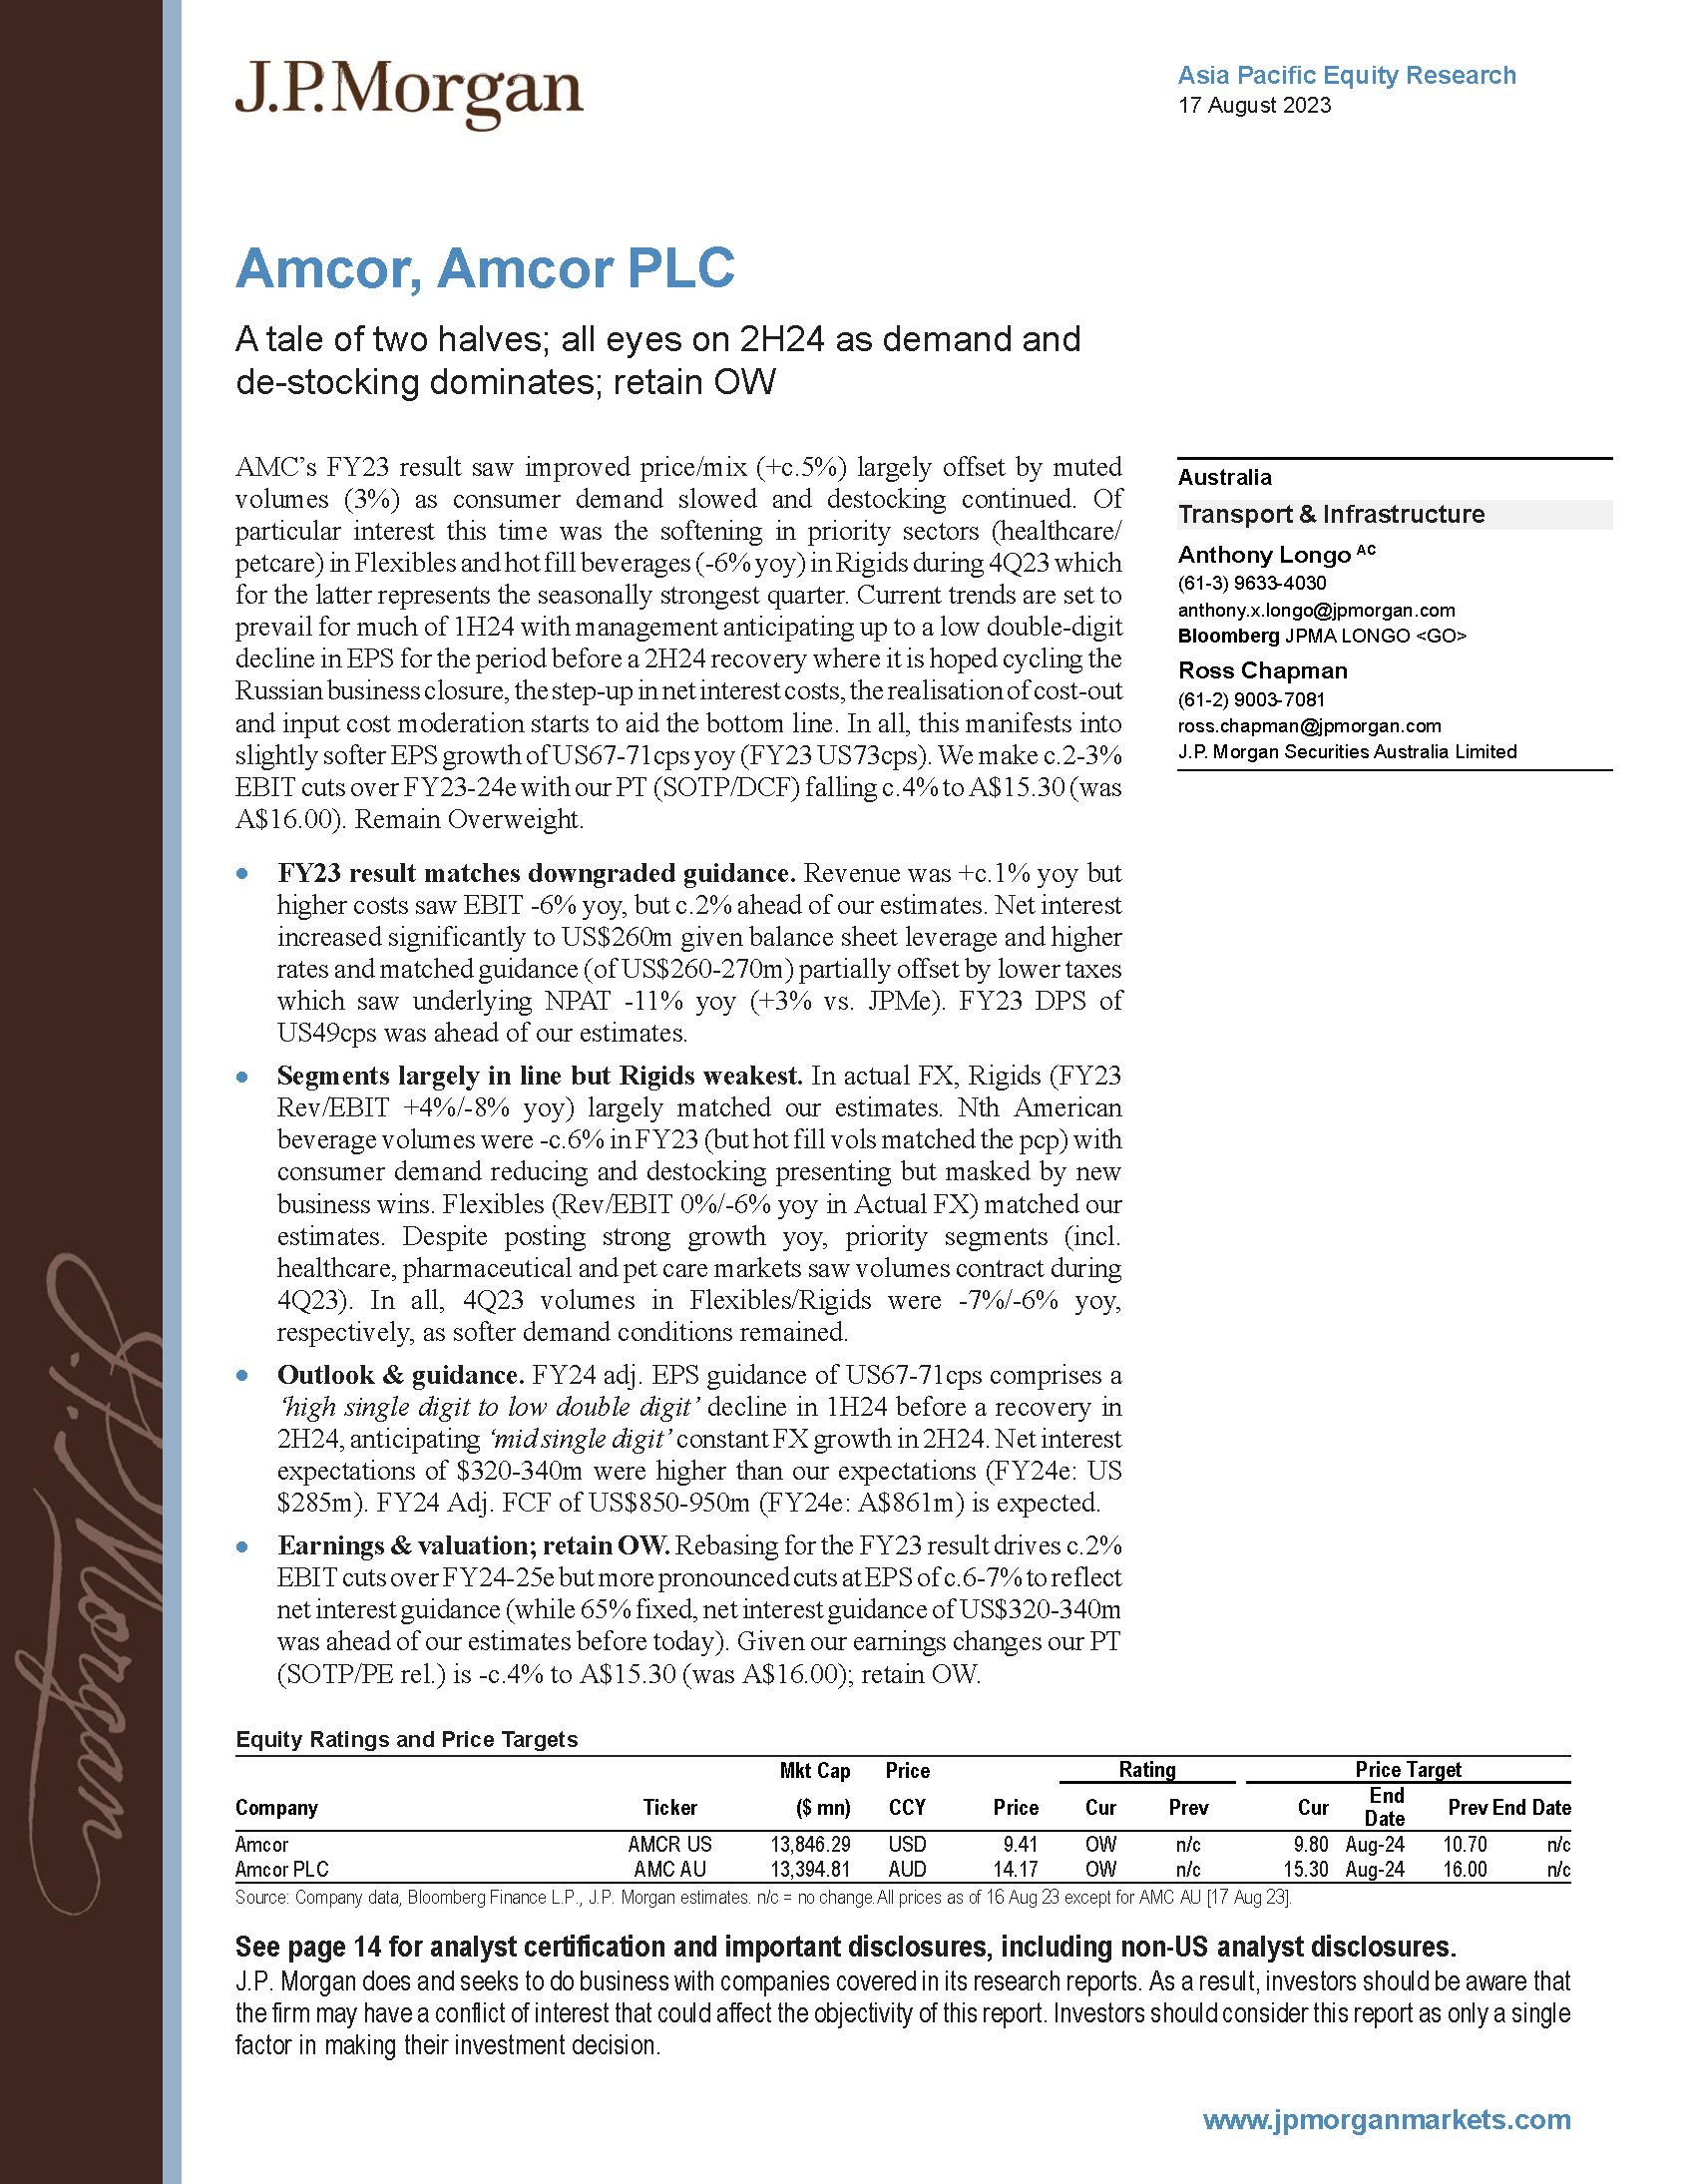 J.P.Morgan
Asia Pacific Equity Research
17 August 2023
Amcor, Amcor PLC
A tale of two halves; all eyes on 2H24 as demand and
de-stocking dominates; retain OW
AMC's FY23 result saw improved price/mix (+c.5%) largely offset by muted
volumes (3%) as consumer demand slowed and destocking continued. Of
particular interest this time was the softening in priority sectors (healthcare/
petcare) in Flexibles and hot fill beverages (-6% yoy) in Rigids during 4Q23 which
for the latter represents the seasonally strongest quarter. Current trends are set to
prevail for much of 1H24 with management anticipating up to a low double-digit
decline in EPS for the period before a 2H24 recovery where it is hoped cycling the
Russian business closure, the step-up in net interest costs, the realisation of cost-out
and input cost moderation starts to aid the bottom line. In all, this manifests into
slightly softer EPS growth of US67-71cps yoy (FY23 US73cps). We make c.2-3%
EBIT cuts over FY23-24e with our PT (SOTP/DCF) falling c.4% to A$15.30 (was
A$16.00). Remain Overweight.
• FY23 result matches downgraded guidance. Revenue was +c.1% yoy but
higher costs saw EBIT -6% yoy, but c.2% ahead of our estimates. Net interest
increased significantly to US$260m given balance sheet leverage and higher
rates and matched guidance (of US$260-270m) partially offset by lower taxes
which saw underlying NPAT -11% yoy (+3% vs. JPMe). FY23 DPS of
US49cps was ahead of our estimates.
• Segments largely in line but Rigids weakest. In actual FX, Rigids (FY23
Rev/EBIT +4%/-8% yoy) largely matched our estimates. Nth American
beverage volumes were -c.6% in FY23 (but hot fill vols matched the pcp) with
consumer demand reducing and destocking presenting but masked by new
business wins. Flexibles (Rev/EBIT 0%/-6% yoy in Actual FX) matched our
estimates. Despite posting strong growth yoy, priority segments (incl.
healthcare, pharmaceutical and pet care markets saw volumes contract during
4Q23). In all, 4Q23 volumes in Flexibles/Rigids were -7%/-6% yoy,
respectively, as softer demand conditions remained.
• Outlook & guidance. FY24 adj. EPS guidance of US67-71cps comprises a
‘high single digit to low double digit’ decline in 1H24 before a recovery in
2H24, anticipating ‘mid single digit’ constant FX growth in 2H24. Net interest
expectations of $320-340m were higher than our expectations (FY24e: US
$285m). FY24 Adj. FCF of US$850-950m (FY24e: A$861m) is expected.
• Earnings & valuation; retain OW. Rebasing for the FY23 result drives c.2%
EBIT cuts over FY24-25e but more pronounced cuts at EPS of c.6-7% to reflect
net interest guidance (while 65% fixed, net interest guidance of US$320-340m
was ahead of our estimates before today). Given our earnings changes our PT
(SOTP/PE rel.) is -c.4% to A$15.30 (was A$16.00); retain OW.
Australia
Transport & Infrastructure
Anthony Longo AC
(61-3) 9633-4030
anthony.x.longo@jpmorgan.com
Bloomberg JPMA LONGO <GO>
Ross Chapman
(61-2) 9003-7081
ross.chapman@jpmorgan.com
J.P. Morgan Securities Australia Limited
J.P. Morgan
Equity Ratings and Price Targets
Mkt Cap Price Rating Price Target
Company Ticker ($ mn) CCY Price Cur Prev Cur End Date Prev End Date
Amcor AMCR US 13,846.29 USD 9.41 OW n/c 9.80 Aug-24 10.70 n/c
Amcor PLC AMC AU 13,394.81 AUD 14.17 OW n/c 15.30 Aug-24 16.00 n/c
Source: Company data, Bloomberg Finance L.P., J.P. Morgan estimates. n/c = no change.All prices as of 16 Aug 23 except for AMC AU [17 Aug 23].
See page 14 for analyst certification and important disclosures, including non-US analyst disclosures.
J.P. Morgan does and seeks to do business with companies covered in its research reports. As a result, investors should be aware that
the firm may have a conflict of interest that could affect the objectivity of this report. Investors should consider this report as only a single
factor in making their investment decision.
www.jpmorganmarkets.com